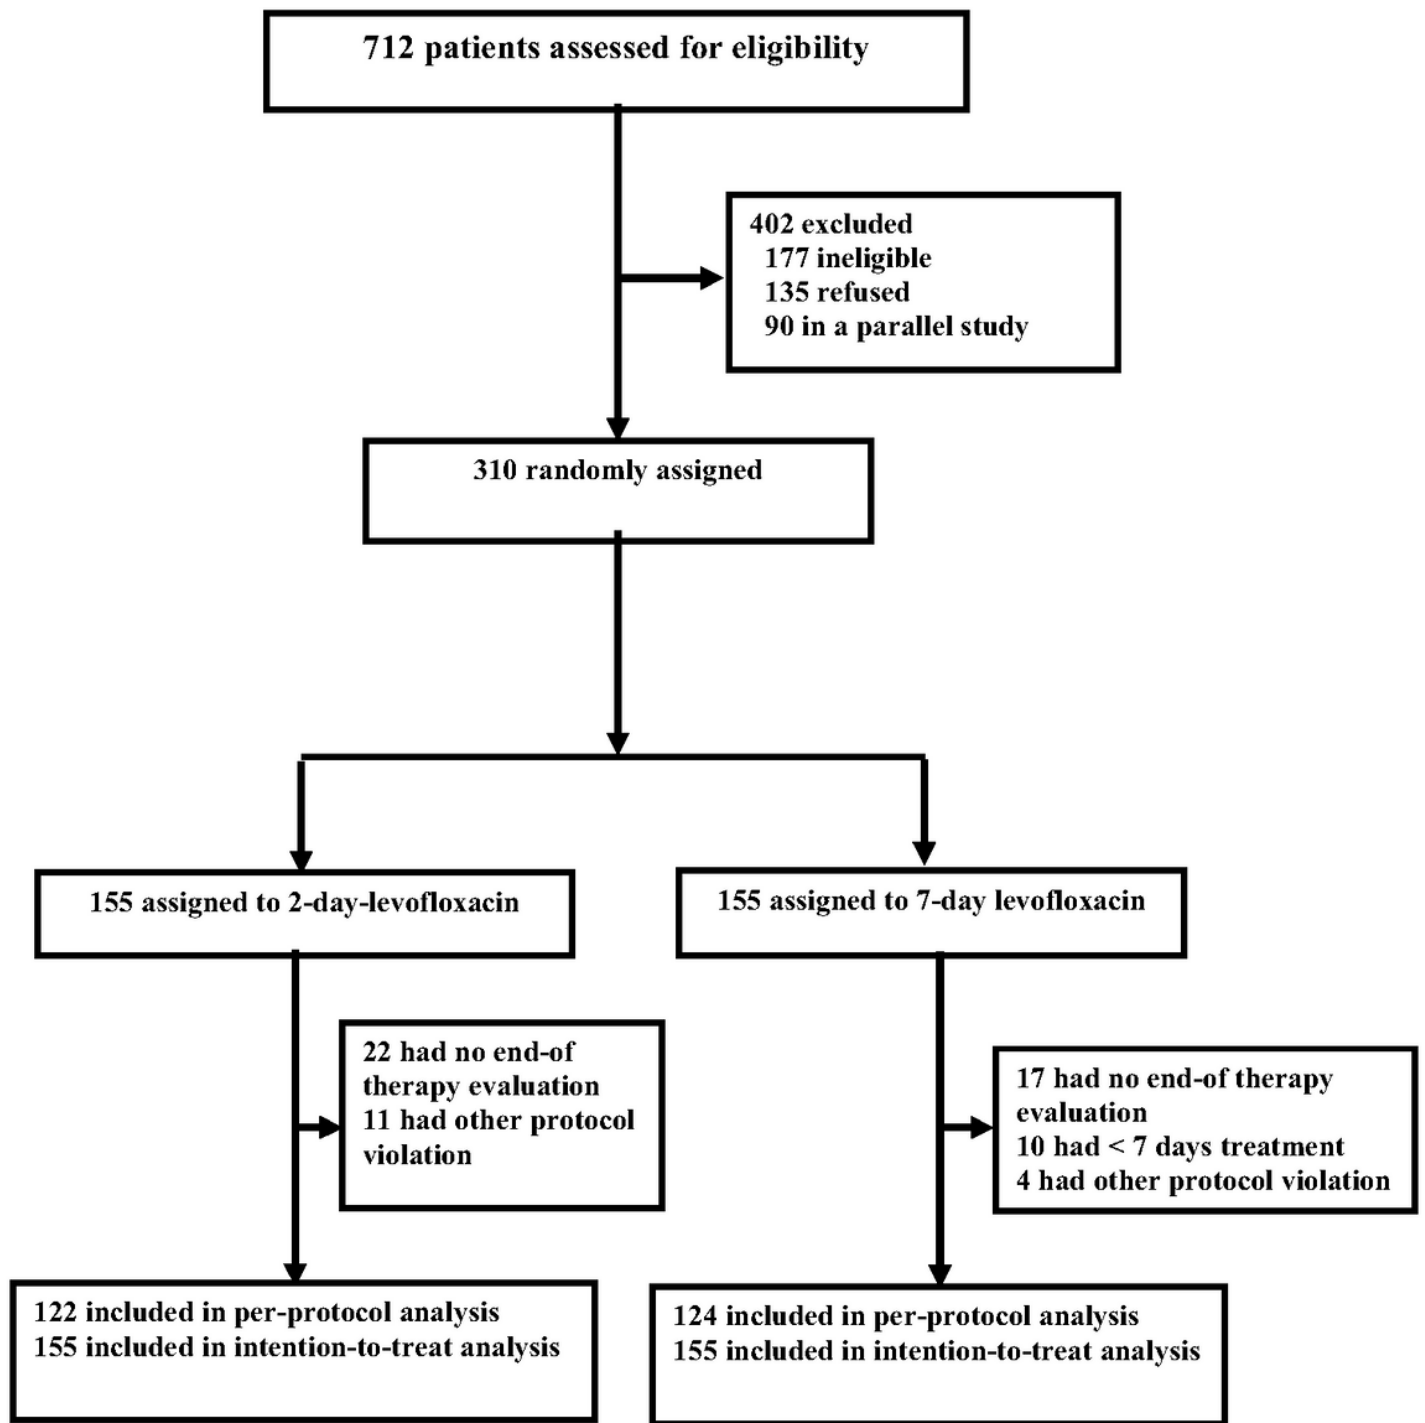 712 patients assessed for eligibility
402 excluded
177 ineligible
135 refused
90 in a parallel study
310 randomly assigned
155 assigned to 2-day-levofloxacin
155 assigned to 7-day levofloxacin
22 had no end-of
therapy evaluation
11 had other protocol
violation
17 had no end-of therapy
evaluation
10 had < 7 days treatment
4 had other protocol violation
122 included in per-protocol analysis
155 included in intention-to-treat analysis
124 included in per-protocol analysis
155 included in intention-to-treat analysis